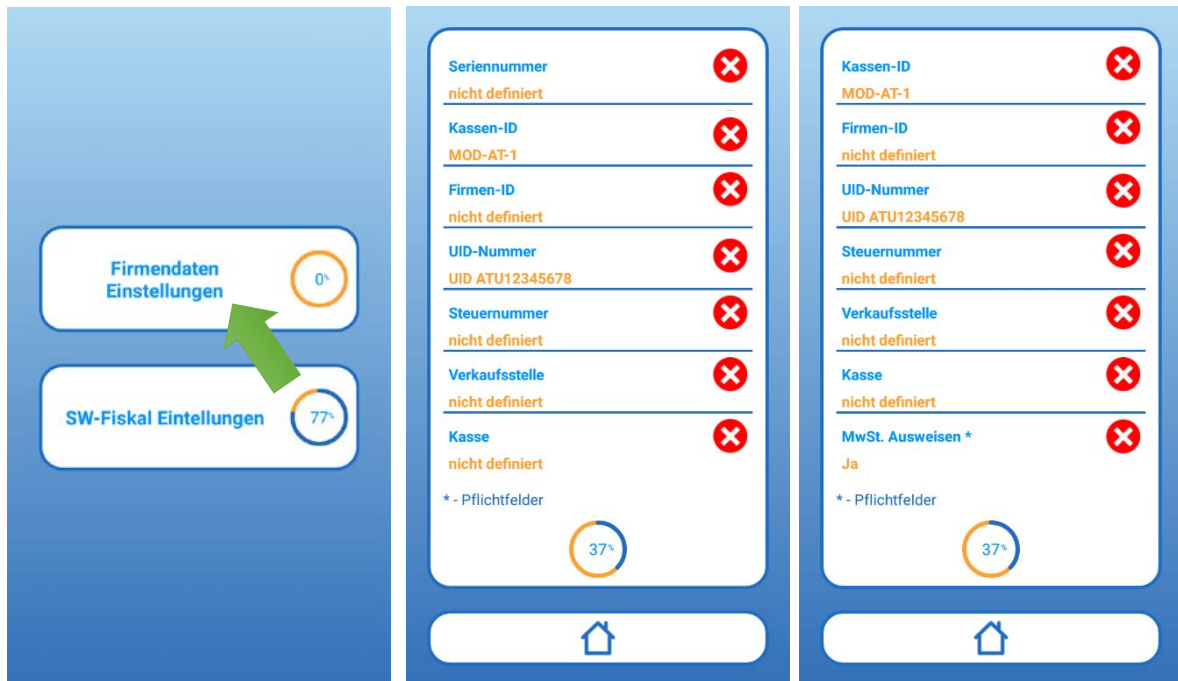 Firmendaten
Einstellungen
0%
SW-Fiskal Eintellungen
77%
Seriennummer
nicht definiert
Kassen-ID
MOD-AT-1
Firmen-ID
nicht definiert
UID-Nummer
UID ATU12345678
Steuernummer
nicht definiert
Verkaufsstelle
nicht definiert
Kasse
nicht definiert
* - Pflichtfelder
37%
Kassen-ID
MOD-AT-1
Firmen-ID
nicht definiert
UID-Nummer
UID ATU12345678
Steuernummer
nicht definiert
Verkaufsstelle
nicht definiert
Kasse
nicht definiert
MwSt. Ausweisen *
Ja
* - Pflichtfelder
37%